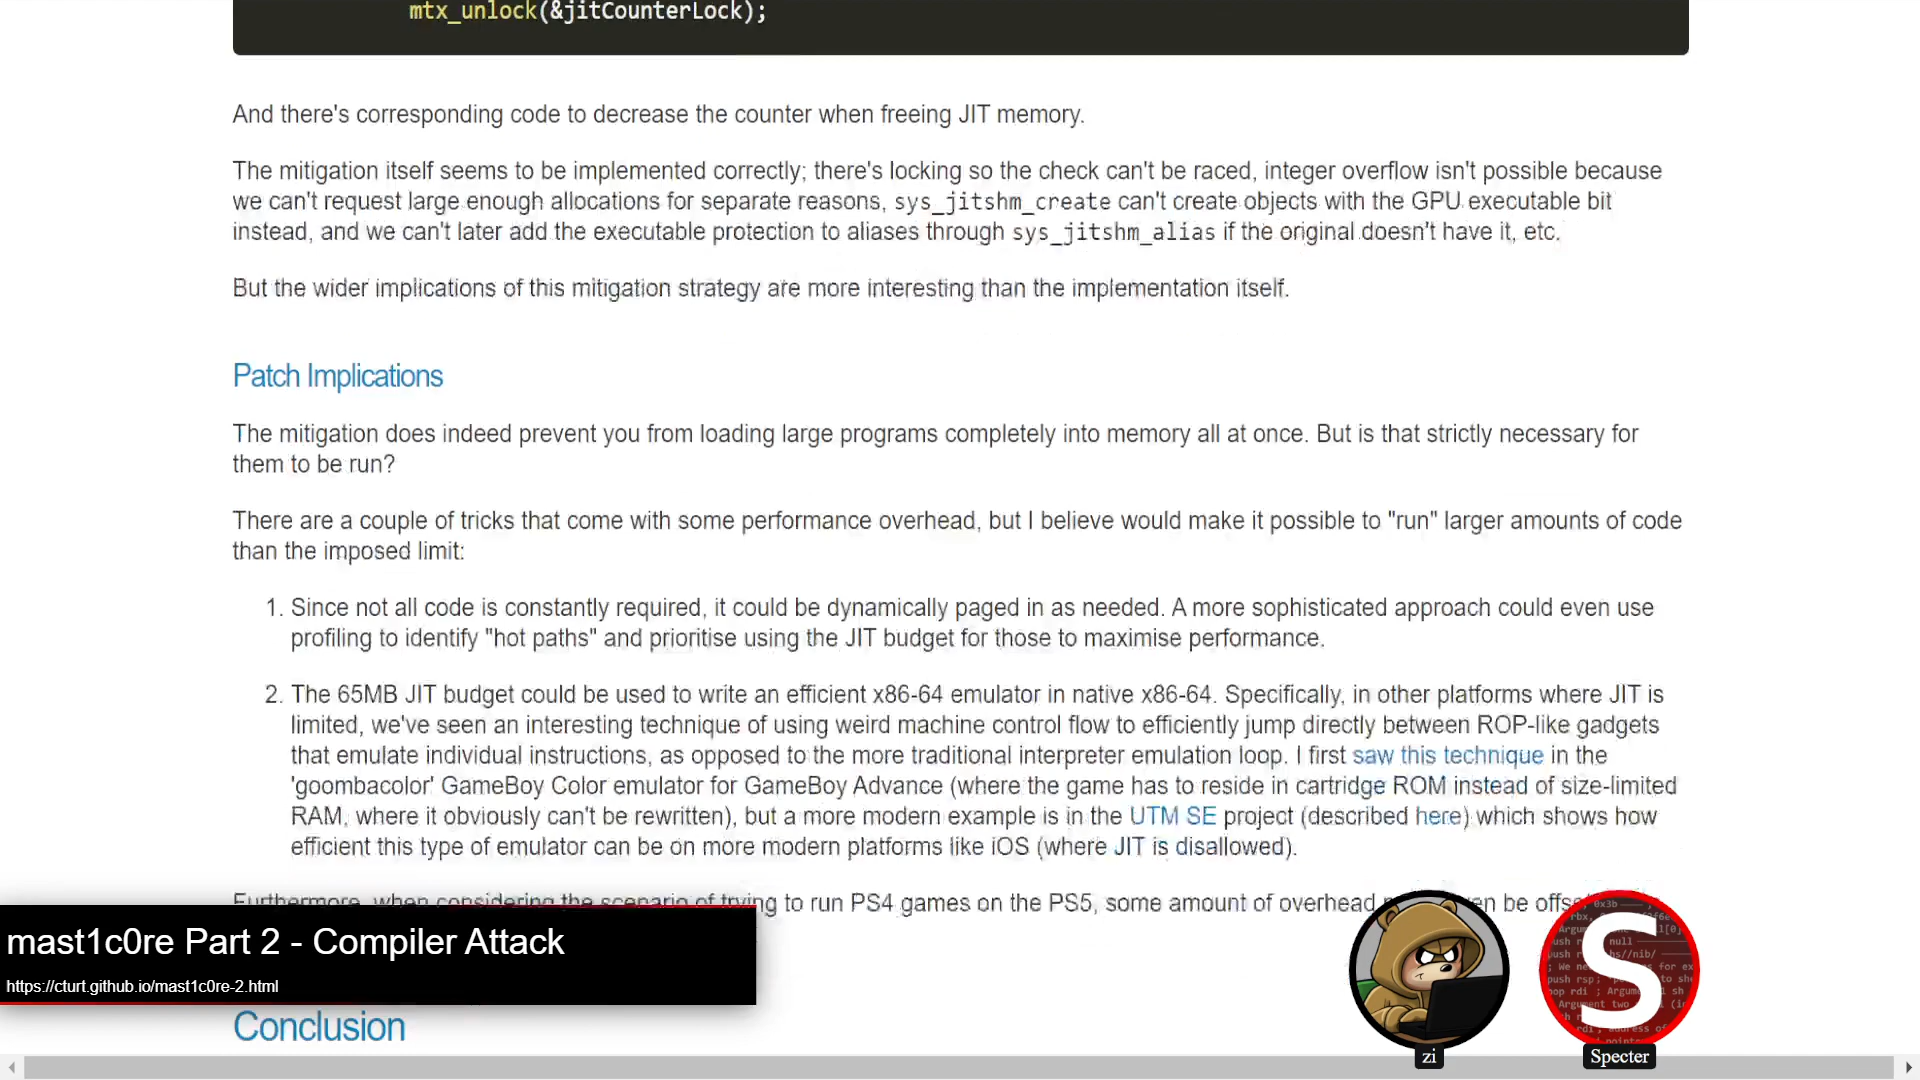 mtx_unlock(&jitCounterLock);
And there's corresponding code to decrease the counter when freeing JIT memory.
The mitigation itself seems to be implemented correctly; there's locking so the check can't be raced, integer overflow isn't possible because
we can't request large enough allocations for separate reasons, sys_jitshm_create can't create objects with the GPU executable bit
instead, and we can't later add the executable protection to aliases through sys_jitshm_alias if the original doesn't have it, etc.
But the wider implications of this mitigation strategy are more interesting than the implementation itself.
Patch Implications
The mitigation does indeed prevent you from loading large programs completely into memory all at once. But is that strictly necessary for
them to be run?
There are a couple of tricks that come with some performance overhead, but I believe would make it possible to "run" larger amounts of code
than the imposed limit:
1. Since not all code is constantly required, it could be dynamically paged in as needed. A more sophisticated approach could even use
profiling to identify "hot paths" and prioritise using the JIT budget for those to maximise performance.
2. The 65MB JIT budget could be used to write an efficient x86-64 emulator in native x86-64. Specifically, in other platforms where JIT is
limited, we've seen an interesting technique of using weird machine control flow to efficiently jump directly between ROP-like gadgets
that emulate individual instructions, as opposed to the more traditional interpreter emulation loop. I first saw this technique in the
'goombacolor' GameBoy Color emulator for GameBoy Advance (where the game has to reside in cartridge ROM instead of size-limited
RAM, where it obviously can't be rewritten), but a more modern example is in the UTM SE project (described here) which shows how
efficient this type of emulator can be on more modern platforms like iOS (where JIT is disallowed).
Furthermore, when considering the scenario of trying to run PS4 games on the PS5, some amount of overhead
mast1c0re Part 2 - Compiler Attack
https://cturt.github.io/mast1c0re-2.html
Conclusion
S
zi
Specter